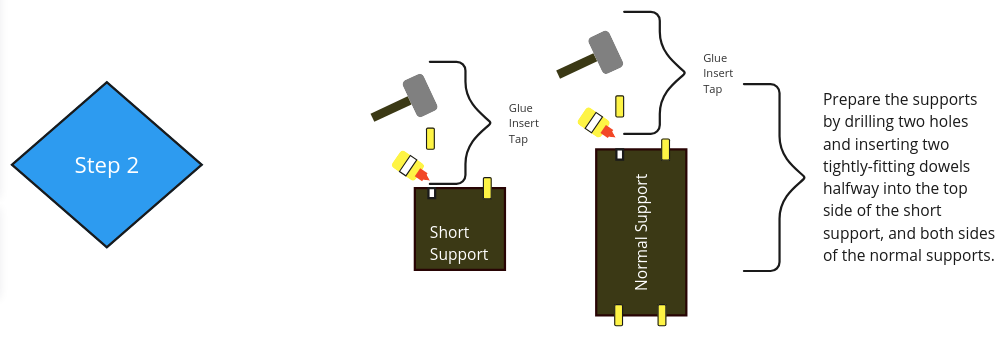 Step 2
Glue
Insert
Tap
Short
Support
Glue
Insert
Tap
Normal Support
Prepare the supports
by drilling two holes
and inserting two
tightly-fitting dowels
halfway into the top
side of the short
support, and both sides
of the normal supports.